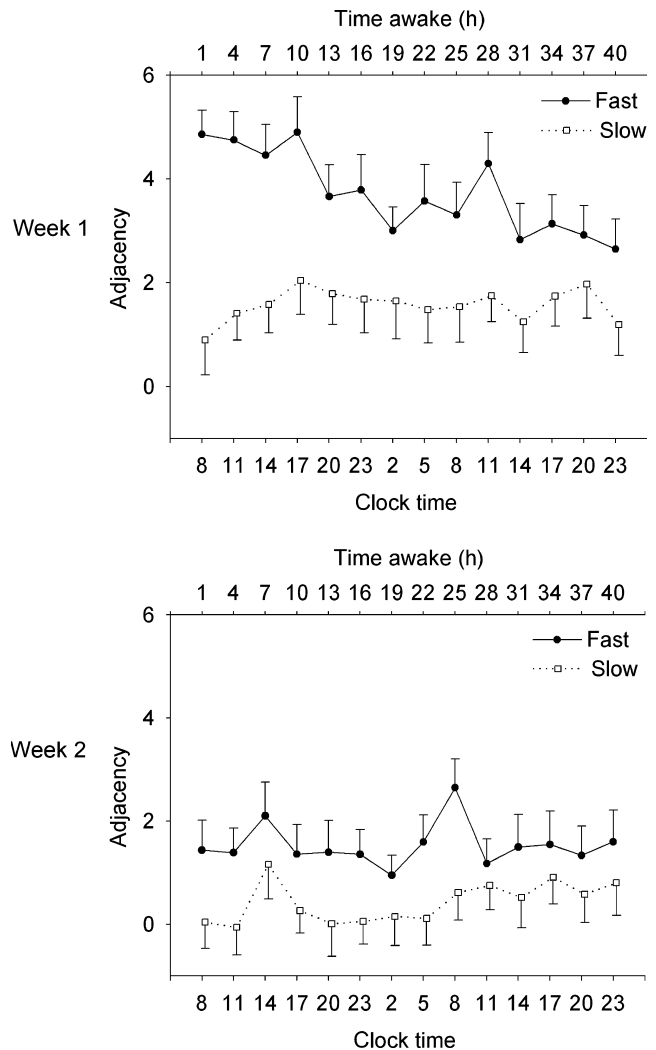 Time awake (h)
1 4 7 10 13 16 19 22 25 28 31 34 37 40
6
Fast
Slow
4
Week 1
Adjacency
2
0
8 11 14 17 20 23 2 5 8 11 14 17 20 23
Clock time
Time awake (h)
1 4 7 10 13 16 19 22 25 28 31 34 37 40
6
Fast
Slow
4
Week 2
Adjacency
2
0
8 11 14 17 20 23 2 5 8 11 14 17 20 23
Clock time